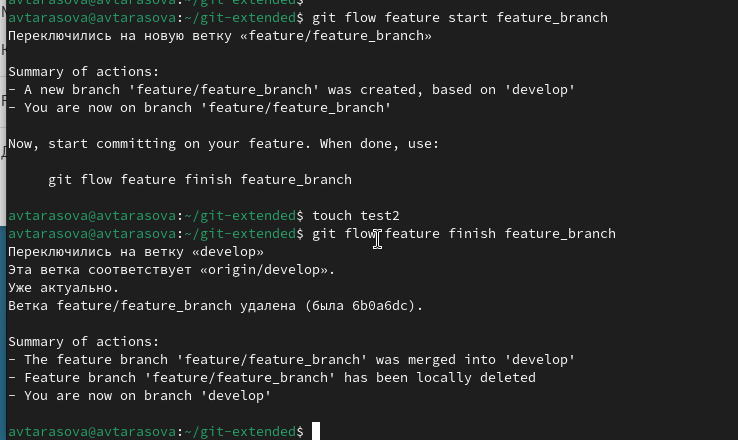 avtarasova@avtarasova:~/git-extended$
avtarasova@avtarasova:~/git-extended$ git flow feature start feature_branch
Переключились на новую ветку «feature/feature_branch»
Summary of actions:
- A new branch 'feature/feature_branch' was created, based on 'develop'
- You are now on branch 'feature/feature_branch'
Now, start committing on your feature. When done, use:
git flow feature finish feature_branch
avtarasova@avtarasova:~/git-extended$ touch test2
avtarasova@avtarasova:~/git-extended$ git flow feature finish feature_branch
Переключились на ветку «develop»
Эта ветка соответствует «origin/develop».
Уже актуально.
Ветка feature/feature_branch удалена (была 6b0a6dc).
Summary of actions:
- The feature branch 'feature/feature_branch' was merged into 'develop'
- Feature branch 'feature/feature_branch' has been locally deleted
- You are now on branch 'develop'
avtarasova@avtarasova:~/git-extended$